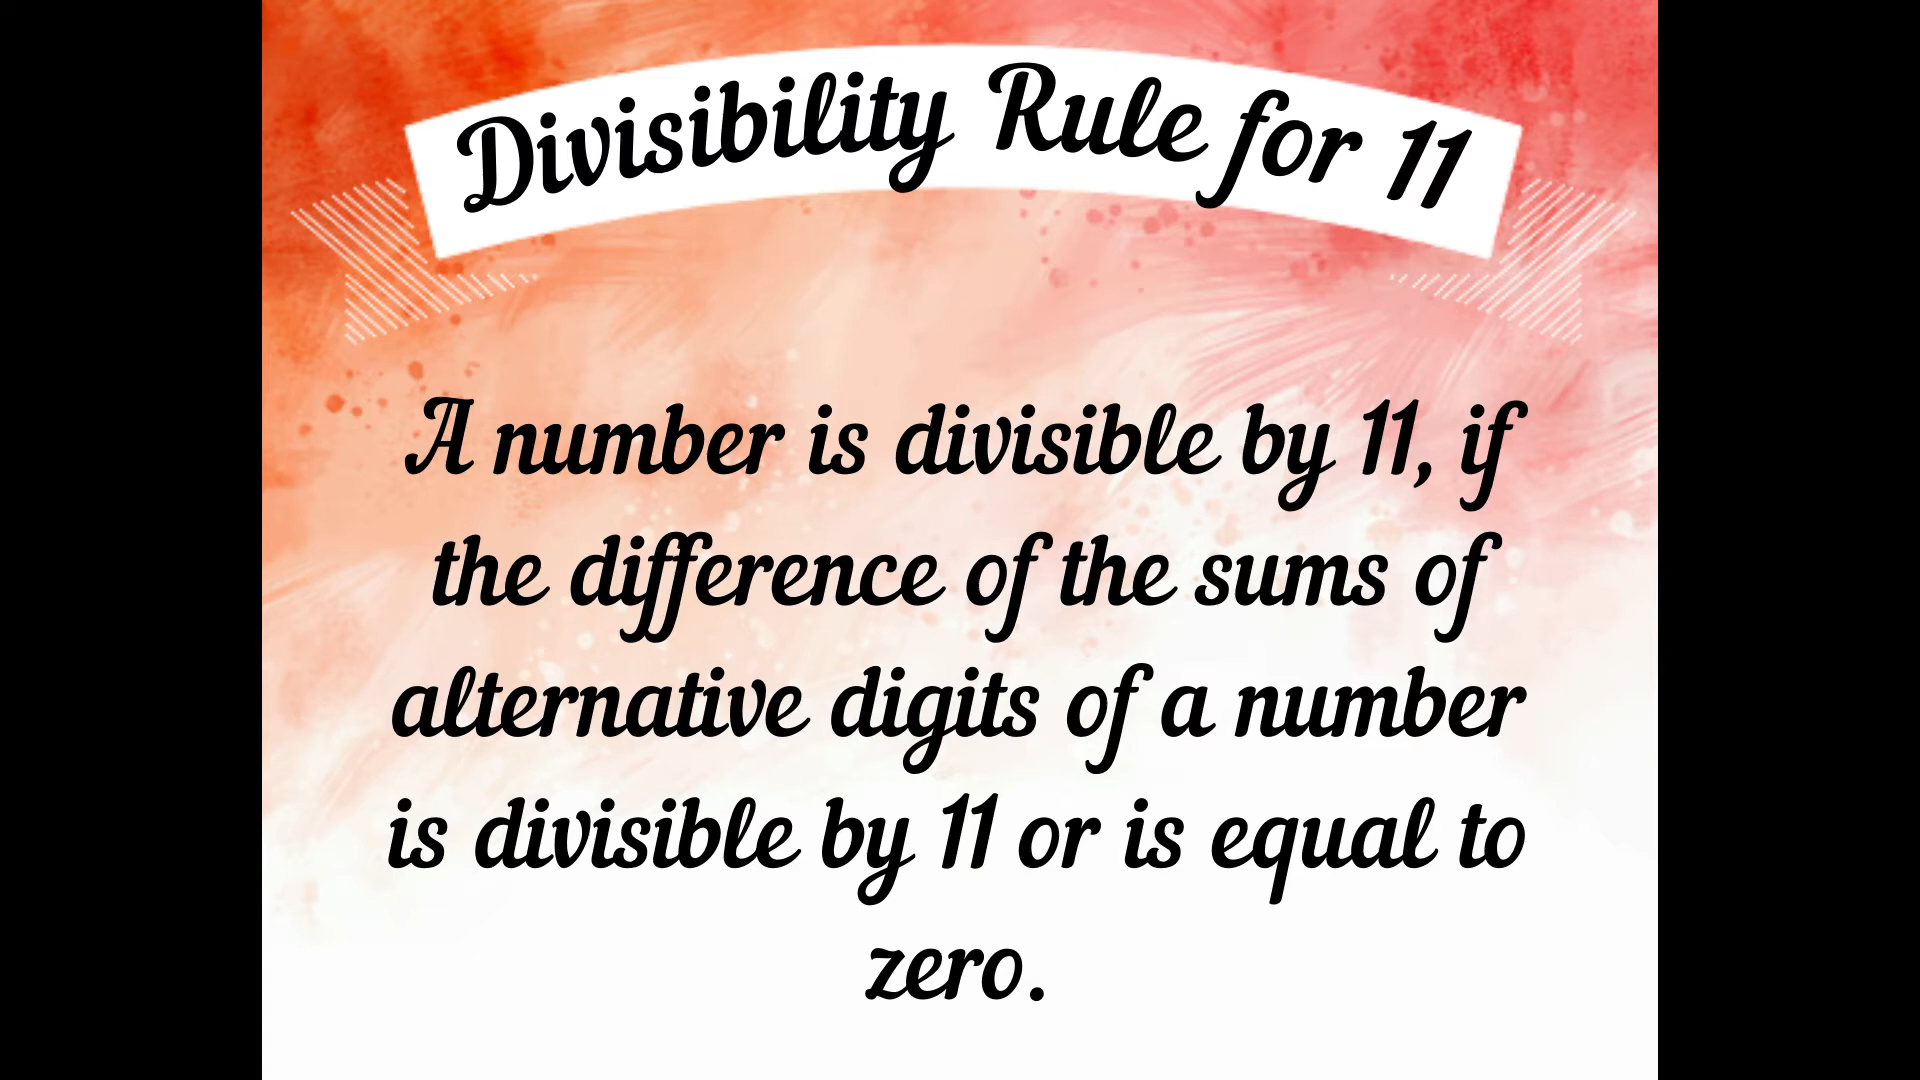 Divisibility Rule for 11
A number is divisible by 11, if
the difference of the sums of
alternative digits of a number
is divisible by 11 or is equal to
zero.